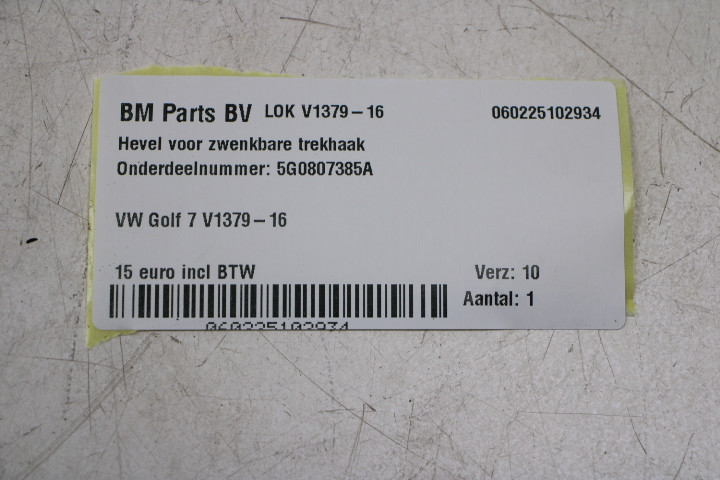 BM Parts BV LOK V1379-16 060225102934
Hevel voor zwenkbare trekhaak
Onderdeelnummer: 5G0807385A
VW Golf 7 V1379-16
15 euro incl BTW Verz: 10
Aantal: 1
060225102934